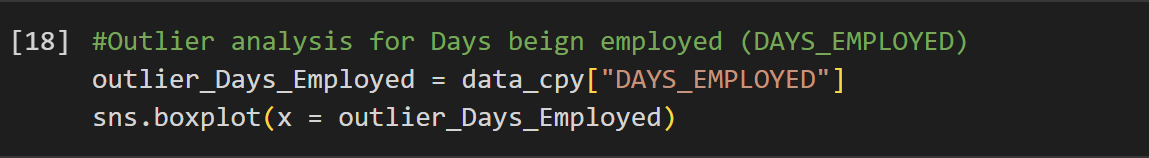 [18] #Outlier analysis for Days beign employed (DAYS_EMPLOYED)
outlier_Days_Employed = data_cpy["DAYS_EMPLOYED"]
sns.boxplot(x = outlier_Days_Employed)